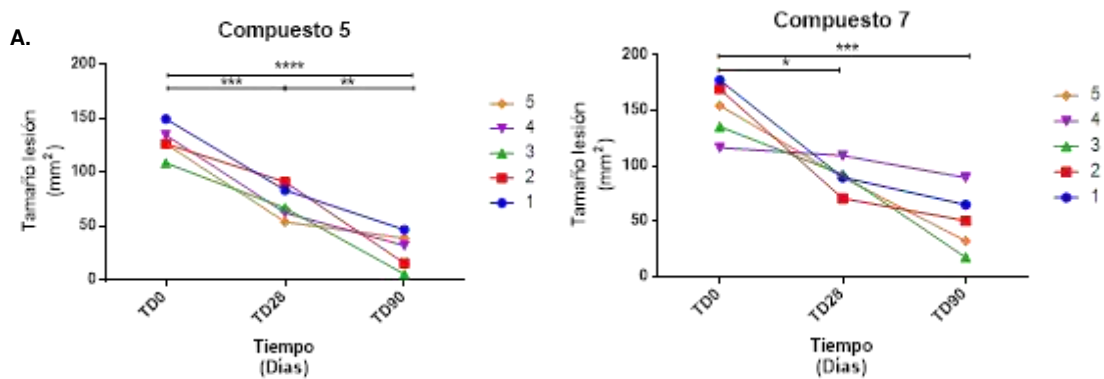 A.
Compuesto 5
200
150
100
50
0
Tamaño lesión
(mm2)
****
***
**
TD0
TD28
TD90
Tiempo
(Dias)
5
4
3
2
1
Compuesto 7
200
150
100
50
0
Tamaño lesión
(mm2)
***
*
TD0
TD28
TD90
Tiempo
(Dias)
5
4
3
2
1